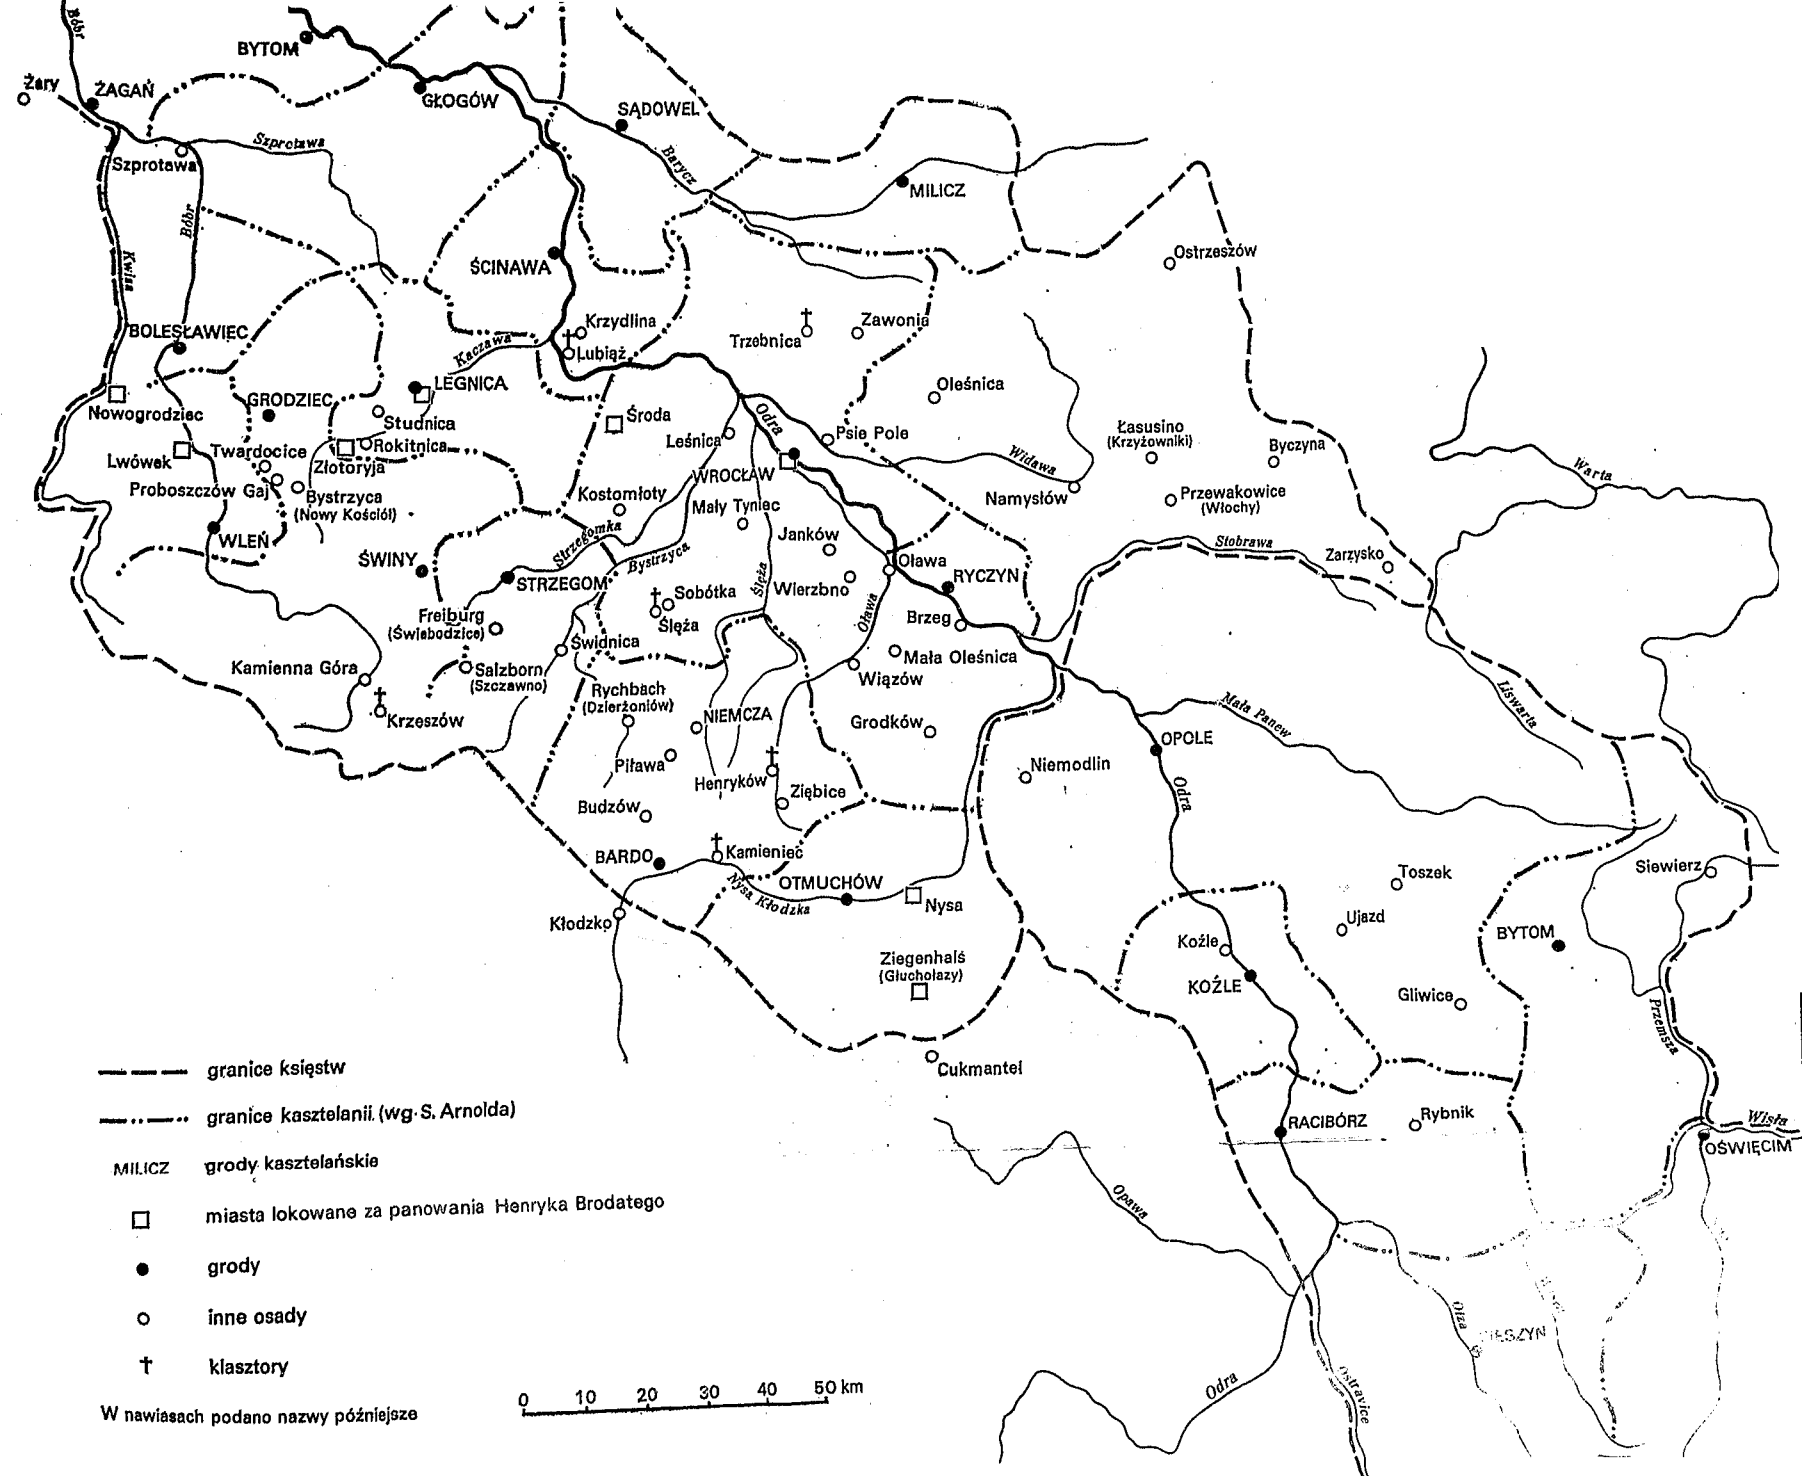 Bóbr
BYTOM
Żary
ŻAGAŃ
GŁOGÓW
SĄDOWEL
Szprotawa
Szprotawa
Barycz
MILICZ
Bóbr
Kwisa
ŚCINAWA
Ostrzeszów
BOLESŁAWIEC
Krzydlina
Lubiąż
Trzebnica
Zawonia
Kaczawa
LEGNICA
Oleśnica
GRODZIEC
Nowogrodziec
Studnica
Środa
Odra
Psie Pole
Łasusino
(Krzyżowniki)
Byczyna
Leśnica
Rokitnica
Złotoryja
Twardocice
Lwówek
WROCŁAW
Widawa
Warta
Proboszczów
Gaj
Bystrzyca
(Nowy Kościół)
Kostomłoty
Mały Tyniec
Namysłów
Przewakowice
(Włochy)
WLEŃ
Strzegomka
Janków
Stobrawa
Zarzysko
ŚWINY
STRZEGOM
Bystrzyca
Oława
RYCZYN
Ślęża
Wierzbno
Sobótka
Ślęża
Oława
Brzeg
Freiburg
(Świebodzice)
Świdnica
Mała Oleśnica
Kamienna Góra
Salzborn
(Szczawno)
Wiązów
Krzeszów
Rychbach
(Dzierżoniów)
NIEMCZA
Grodków
Mała Panew
Liswarta
OPOLE
Piława
Henryków
Ziębice
Niemodlin
Odra
Budzów
BARDO
Kamieniec
OTMUCHÓW
Nysa Kłodzka
Nysa
Kłodzko
Toszek
Siewierz
Ujazd
BYTOM
Koźle
KOŹLE
Ziegenhals
(Głuchołazy)
Gliwice
Przemsza
Cukmantel
RACIBÓRZ
Rybnik
Wisła
OŚWIĘCIM
Opawa
Olza
Odra
Ostravice
granice księstw
granice kasztelanii (wg. S. Arnolda)
MILICZ grody kasztelańskie
miasta lokowane za panowania Henryka Brodatego
grody
inne osady
klasztory
W nawiasach podano nazwy późniejsze
0 10 20 30 40 50 km